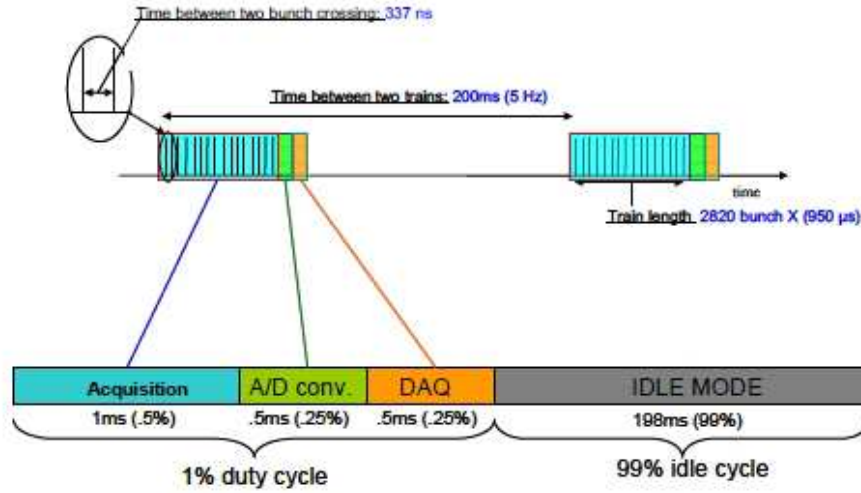 Time between two bunch crossing: 337 ns
Time between two trains: 200ms (5 Hz)
time
Train length 2820 bunch X (950 µs)
Acquisition A/D conv. DAQ IDLE MODE
1ms (.5%) .5ms (.25%) .5ms (.25%) 198ms (99%)
1% duty cycle 99% idle cycle